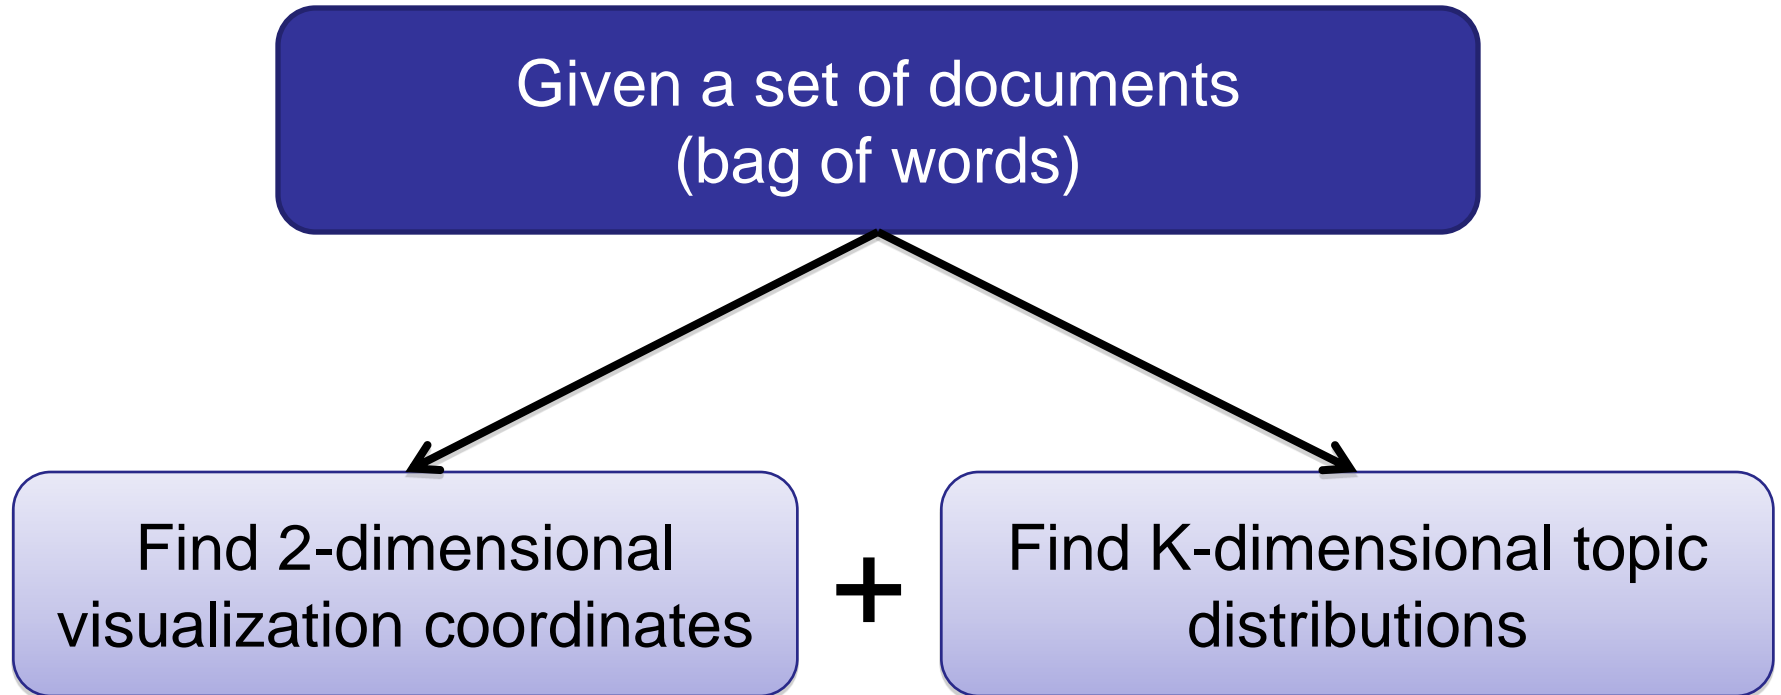 Given a set of documents
(bag of words)
Find 2-dimensional
visualization coordinates
+
Find K-dimensional topic
distributions